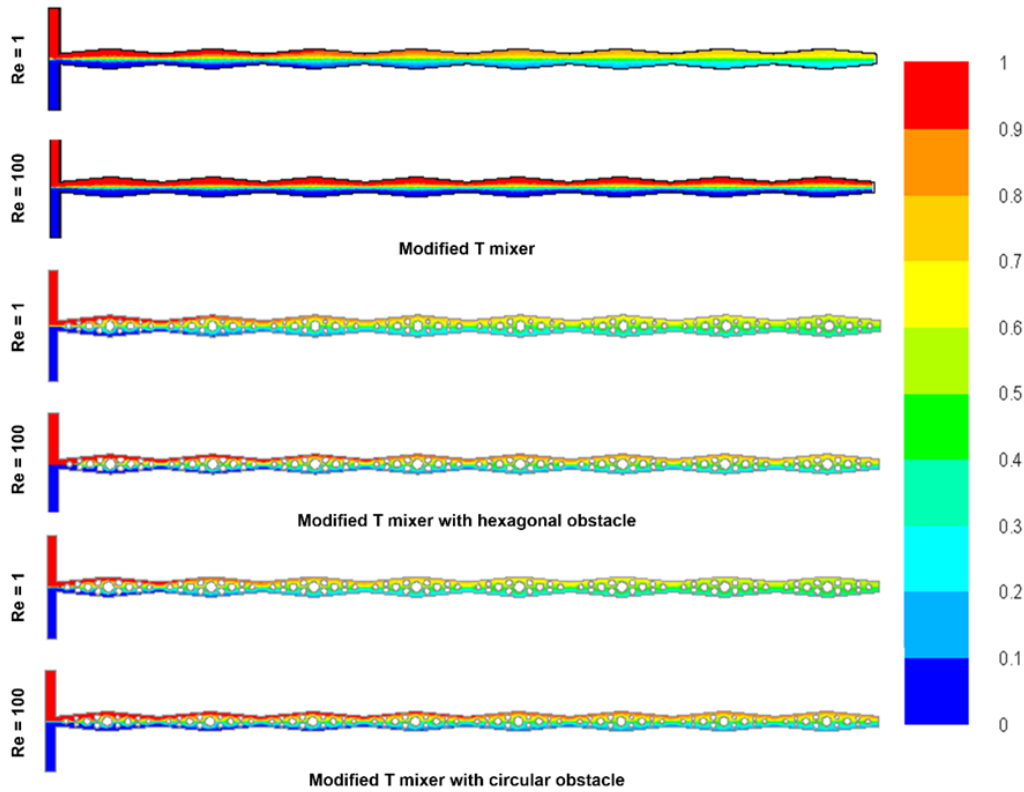 Re = 1
Re = 100
Modified T mixer
Re = 1
Re = 100
Modified T mixer with hexagonal obstacle
Re = 1
Re = 100
Modified T mixer with circular obstacle
1
0.9
0.8
0.7
0.6
0.5
0.4
0.3
0.2
0.1
0